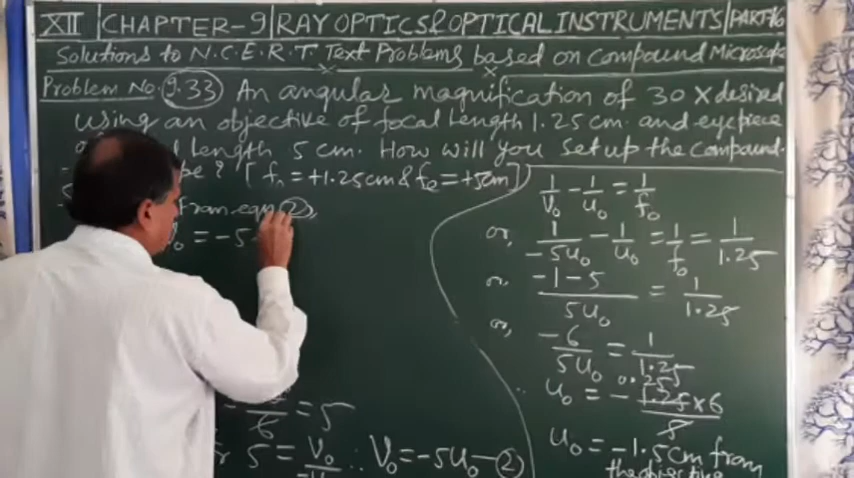 XII | CHAPTER-9 | RAY OPTICS & OPTICAL INSTRUMENTS | PART-16
Solutions to N.C.E.R.T. Text Problems based on Compound
Problem No. 9.33 An angular magnification of 30 X desired
using an objective of focal length 1.25 cm. and eyepiece
length 5 cm. How will you set up the compound.
? [f₀ = +1.25cm & fe = +5cm]
From eqn 2,
= -5
= 5
5 = V₀/ ∴ V₀ = -5u₀ - 2
1/V₀ - 1/u₀ = 1/f₀
or, 1/-5u₀ - 1/u₀ = 1/f₀ = 1/1.25
or, -1-5/5u₀ = 1/1.25
or, -6/5u₀ = 1/1.25
u₀ = - 1.25×6/5
u₀ = -1.5cm from
the objective